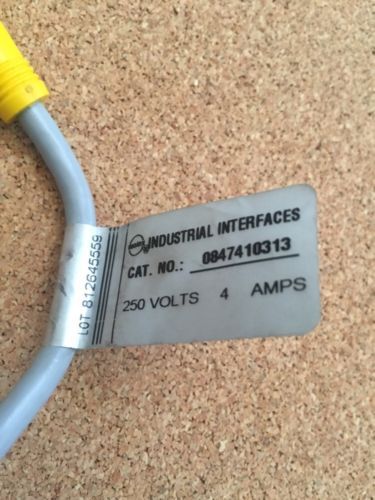 INDUSTRIAL INTERFACES
CAT. NO.: 0847410313
250 VOLTS 4 AMPS
LOT 812645559